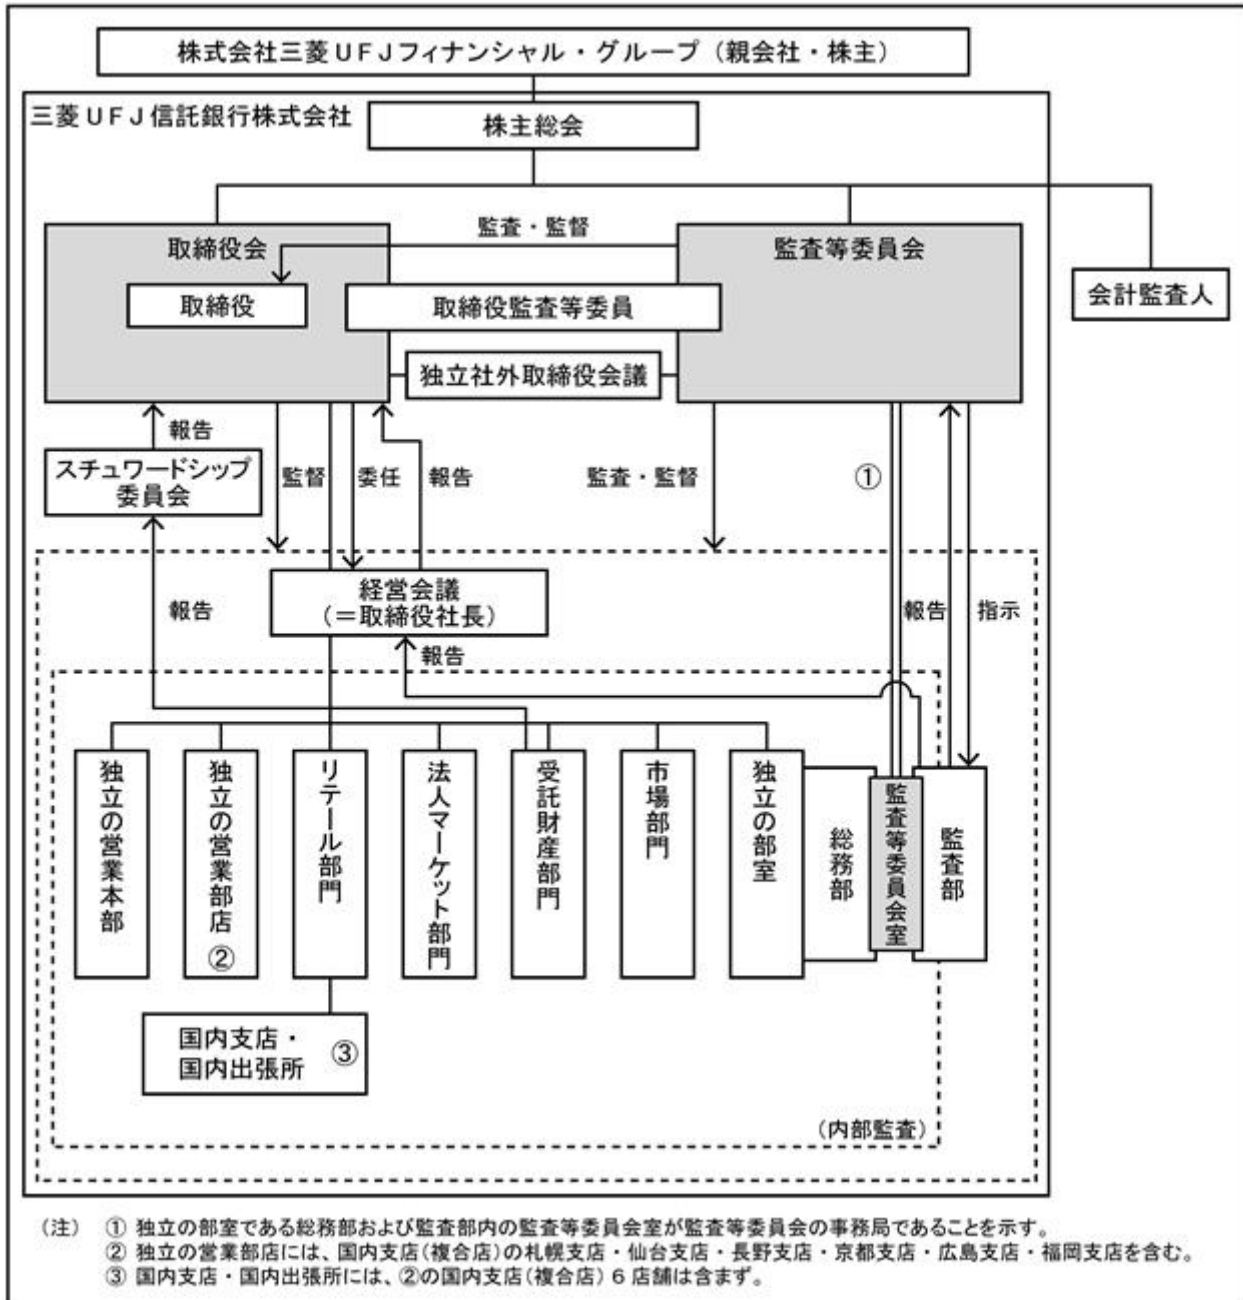 株式会社三菱UFJフィナンシャル・グループ（親会社・株主）
三菱UFJ信託銀行株式会社
株主総会
取締役会
監査・監督
監査等委員会
取締役
取締役監査等委員
会計監査人
独立社外取締役会議
報告
スチュワードシップ
委員会
監督
委任
報告
監査・監督
①
報告
経営会議
（＝取締役社長）
報告
指示
報告
独立の営業本部
独立の営業部店
②
リテール部門
法人マーケット部門
受託財産部門
市場部門
独立の部室
総務部
監査等委員会室
監査部
国内支店・
国内出張所
③
（内部監査）
（注） ① 独立の部室である総務部および監査部内の監査等委員会室が監査等委員会の事務局であることを示す。
② 独立の営業部店には、国内支店（複合店）の札幌支店・仙台支店・長野支店・京都支店・広島支店・福岡支店を含む。
③ 国内支店・国内出張所には、②の国内支店（複合店）６店舗は含まず。